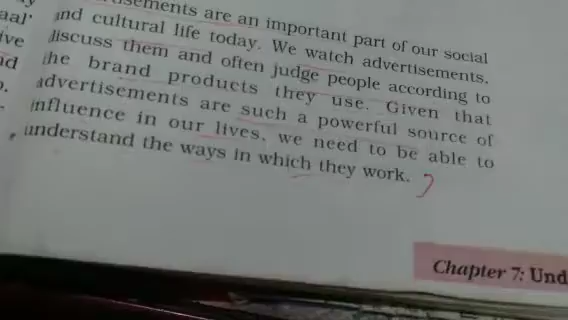 aal'
ive
are an important part of our social
and cultural life today. We watch advertisements,
discuss them and often judge people according to
the brand products they use. Given that
advertisements are such a powerful source of
influence in our lives, we need to be able to
understand the ways in which they work.
Chapter 7: Und